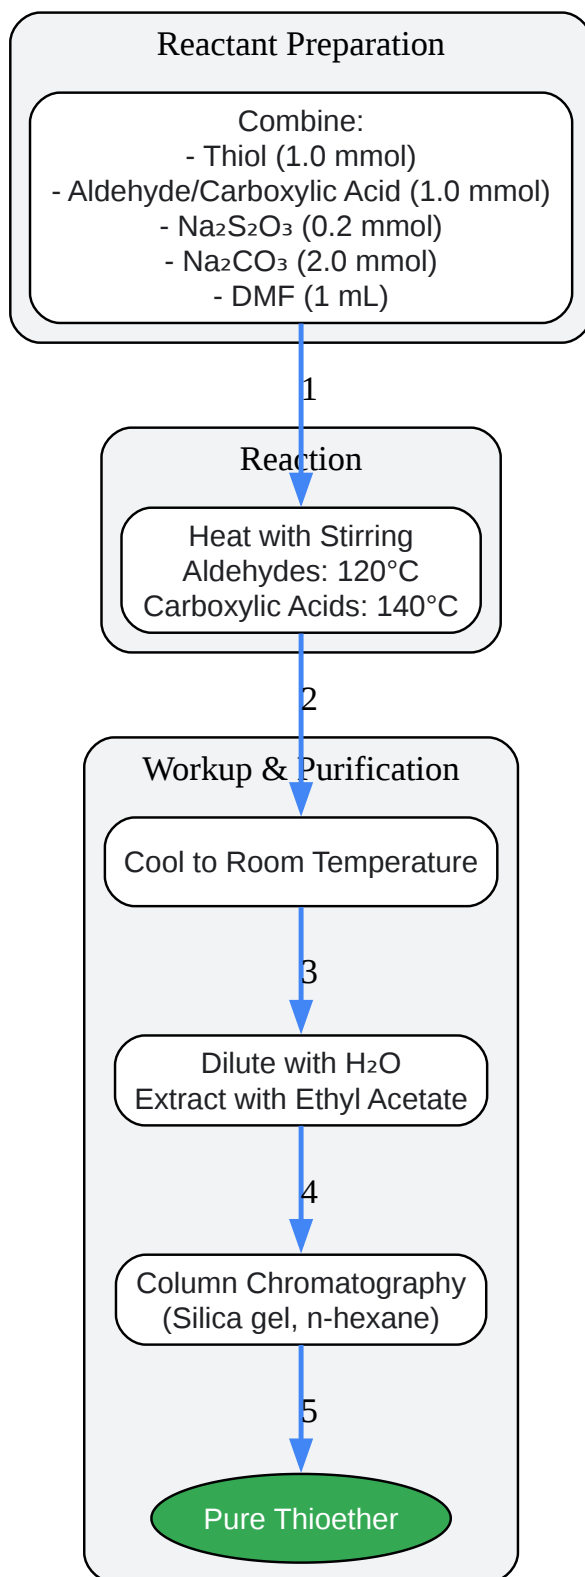 Reactant Preparation
Combine:
- Thiol (1.0 mmol)
- Aldehyde/Carboxylic Acid (1.0 mmol)
- Na₂S₂O₃ (0.2 mmol)
- Na₂CO₃ (2.0 mmol)
- DMF (1 mL)
1
Reaction
Heat with Stirring
Aldehydes: 120°C
Carboxylic Acids: 140°C
2
Workup & Purification
Cool to Room Temperature
3
Dilute with H₂O
Extract with Ethyl Acetate
4
Column Chromatography
(Silica gel, n-hexane)
5
Pure Thioether